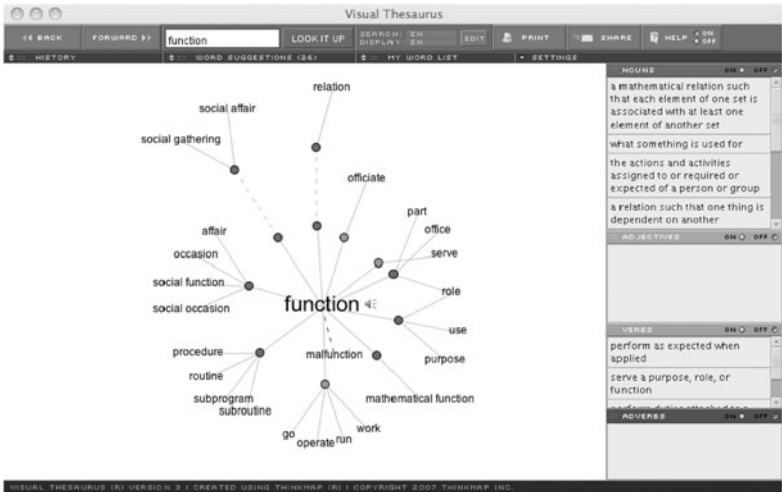 Visual Thesaurus
BACK
FORWARD
function
LOOK IT UP
SEARCH: EN
DISPLAY: EN
EDIT
PRINT
SHARE
HELP
ON
OFF
HISTORY
WORD SUGGESTIONS (26)
MY WORD LIST
SETTINGS
relation
social affair
social gathering
officiate
part
office
serve
affair
occasion
social function
social occasion
function
role
use
purpose
procedure
routine
subprogram
subroutine
malfunction
mathematical function
go
operate
run
work
NOUNS ON OFF
a mathematical relation such
that each element of one set is
associated with at least one
element of another set
what something is used for
the actions and activities
assigned to or required or
expected of a person or group
a relation such that one thing is
dependent on another
ADJECTIVES ON OFF
VERBS ON OFF
perform as expected when
applied
serve a purpose, role, or
function
ADVERBS ON OFF
VISUAL THESAURUS (R) VERSION 3 | CREATED USING THINKMAP (R) | COPYRIGHT 2007 THINKMAP INC.